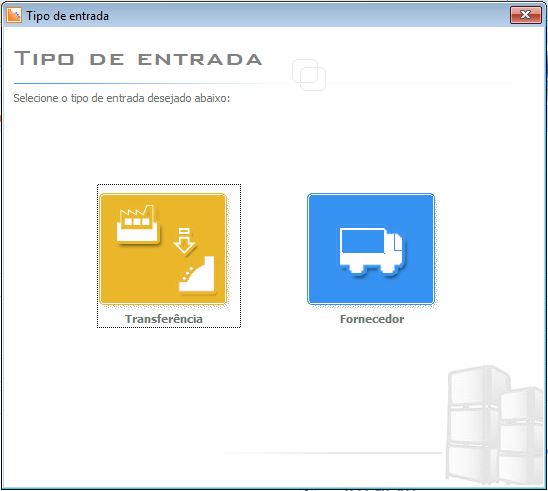 Tipo de entrada
TIPO DE ENTRADA
Selecione o tipo de entrada desejado abaixo:
Transferência
Fornecedor